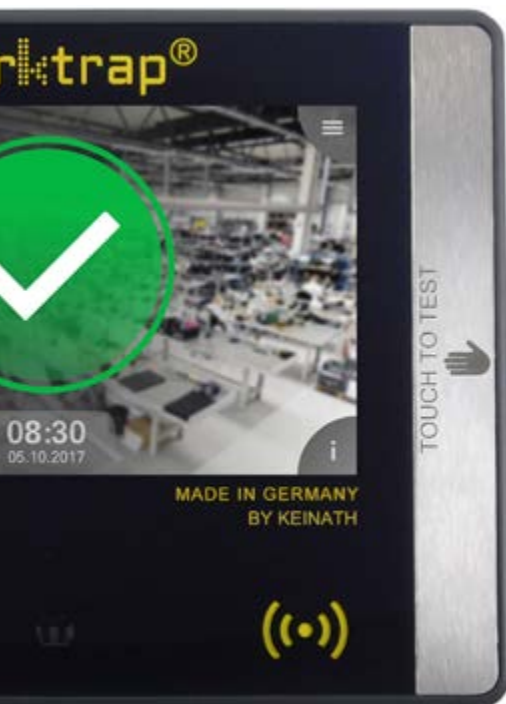 rktrap®
08:30
05.10.2017
i
TOUCH TO TEST
MADE IN GERMANY
BY KEINATH